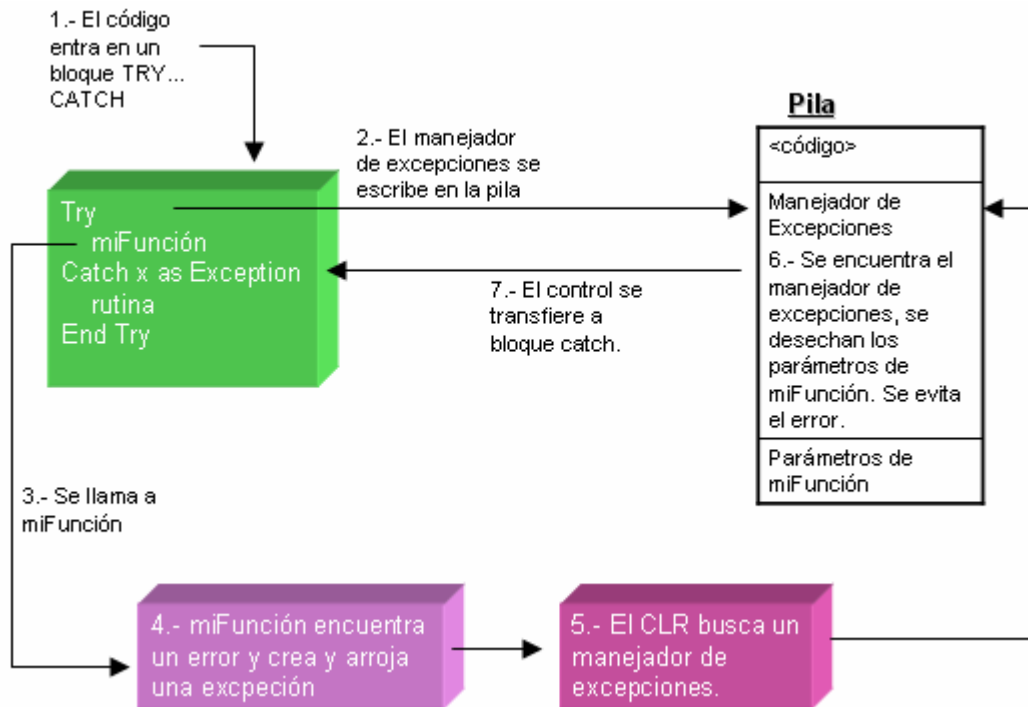 1.- El código
entra en un
bloque TRY...
CATCH
2.- El manejador
de excepciones se
escribe en la pila
Pila
<código>
Manejador de
Excepciones
6.- Se encuentra el
manejador de
excepciones, se
desechan los
parámetros de
miFunción. Se evita
el error.
Parámetros de
miFunción
Try
miFunción
Catch x as Exception
rutina
End Try
7.- El control se
transfiere a
bloque catch.
3.- Se llama a
miFunción
4.- miFunción encuentra
un error y crea y arroja
una excpeción
5.- El CLR busca un
manejador de
excepciones.